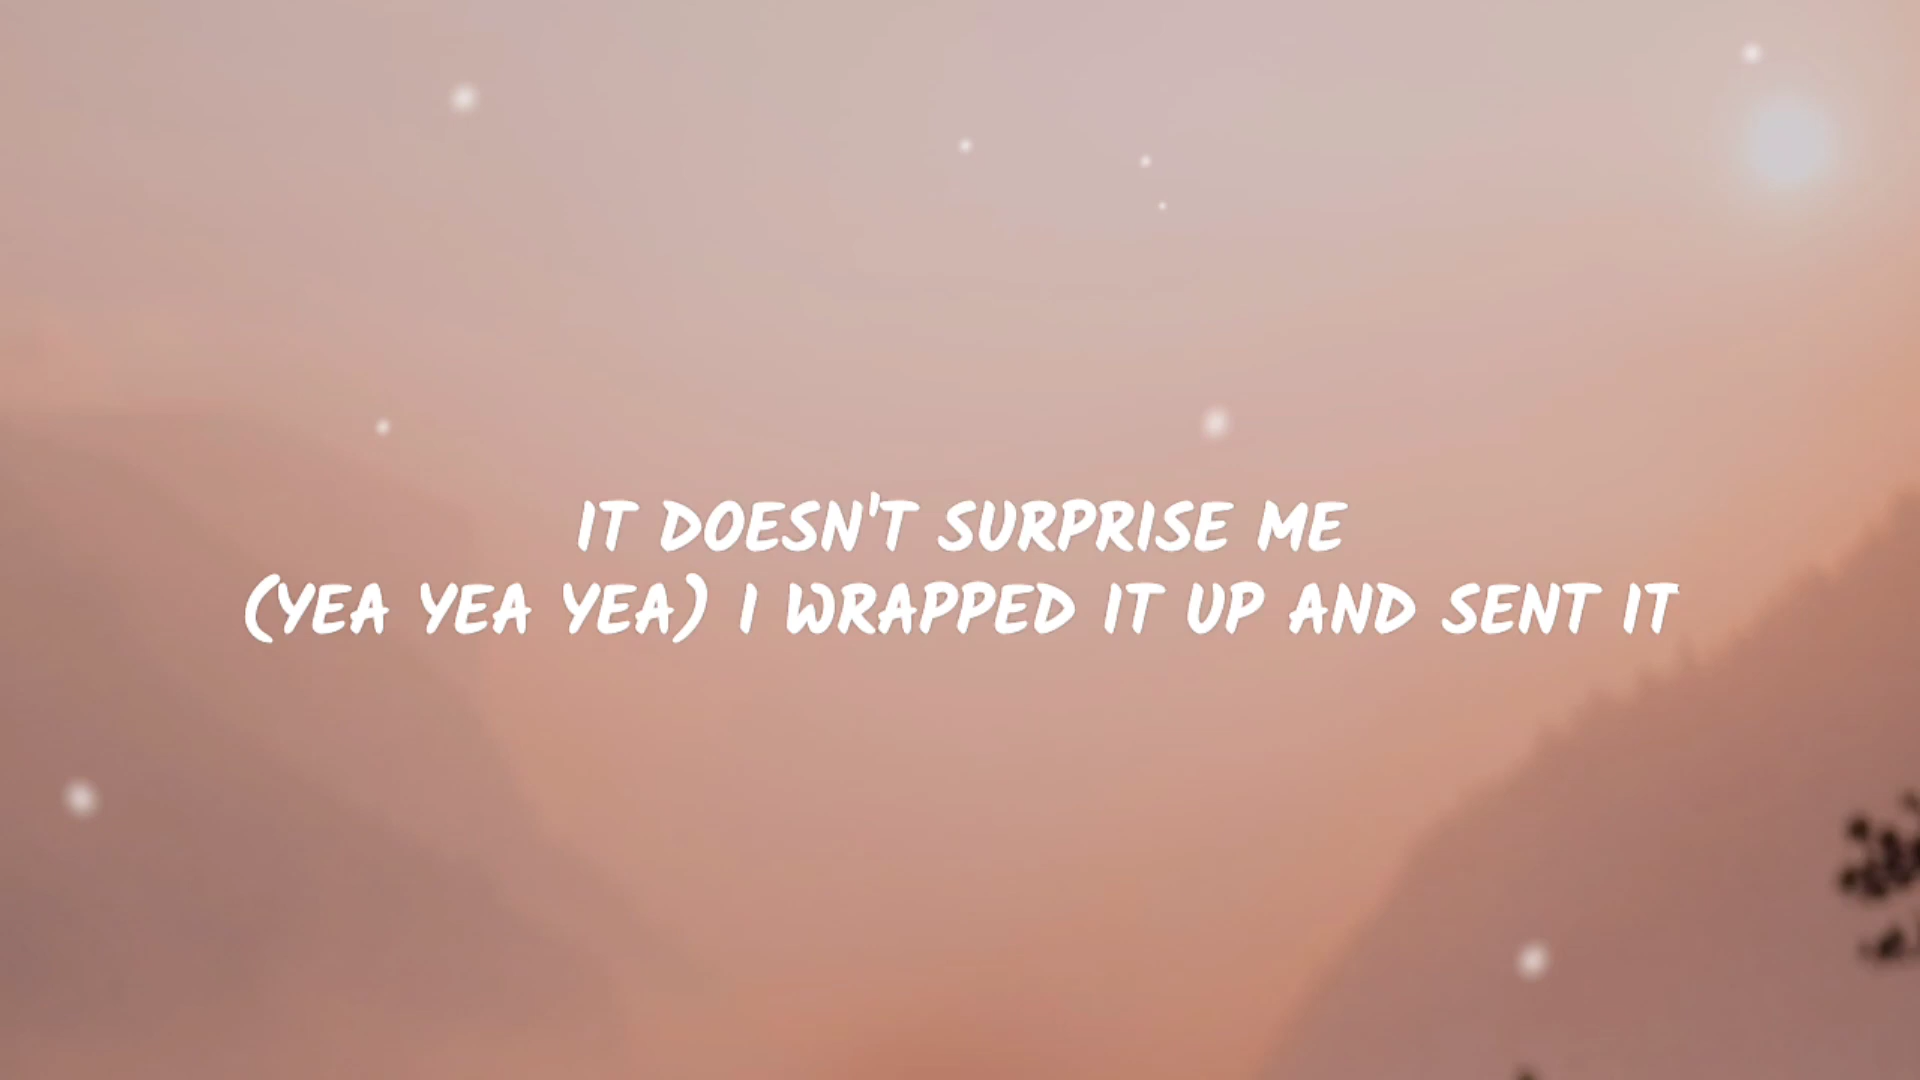 IT DOESN'T SURPRISE ME
(YEA YEA YEA) I WRAPPED IT UP AND SENT IT